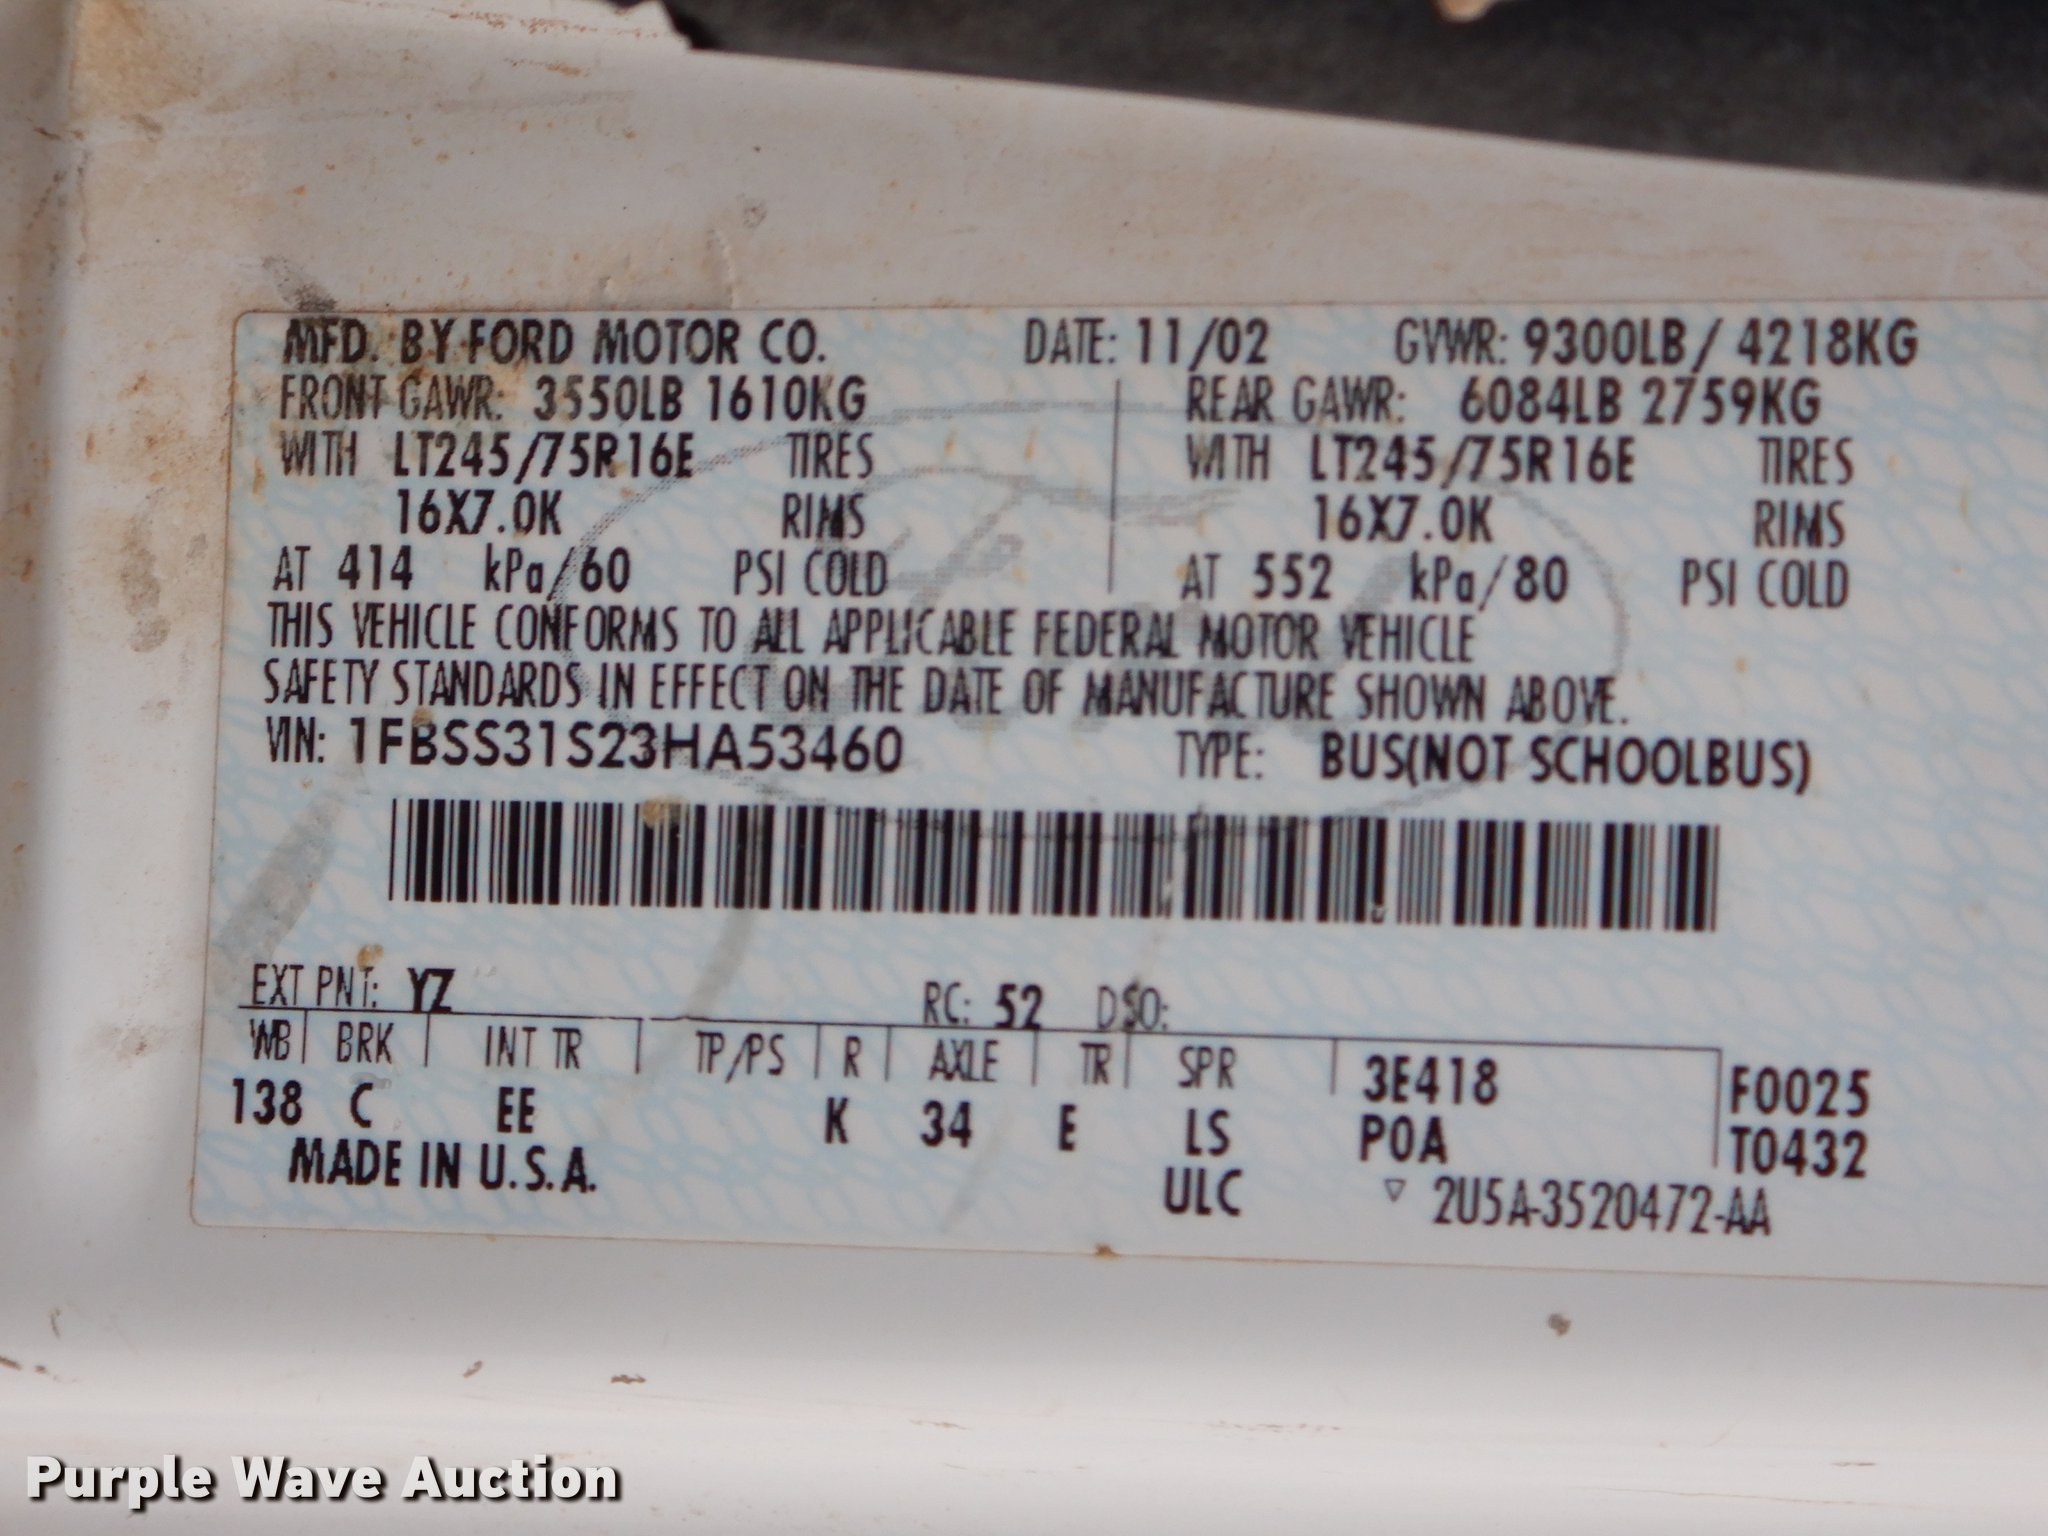 MFD. BY FORD MOTOR CO. DATE: 11/02 GVWR: 9300LB/ 4218KG
FRONT GAWR: 3550LB 1610KG REAR GAWR: 6084LB 2759KG
WITH LT245/75R16E TIRES WITH LT245/75R16E TIRES
16X7.0K RIMS 16X7.0K RIMS
AT 414 kPa/60 PSI COLD AT 552 kPa/80 PSI COLD
THIS VEHICLE CONFORMS TO ALL APPLICABLE FEDERAL MOTOR VEHICLE
SAFETY STANDARDS IN EFFECT ON THE DATE OF MANUFACTURE SHOWN ABOVE.
VIN: 1FBSS31S23HA53460 TYPE: BUS(NOT SCHOOLBUS)
EXT PNT: YZ RC: 52 DSO:
WB BRK INT TR TP/PS R AXLE TR SPR 3E418 F0025
138 C EE K 34 E LS P0A T0432
MADE IN U.S.A. ULC 2U5A-3520472-AA
Purple Wave Auction